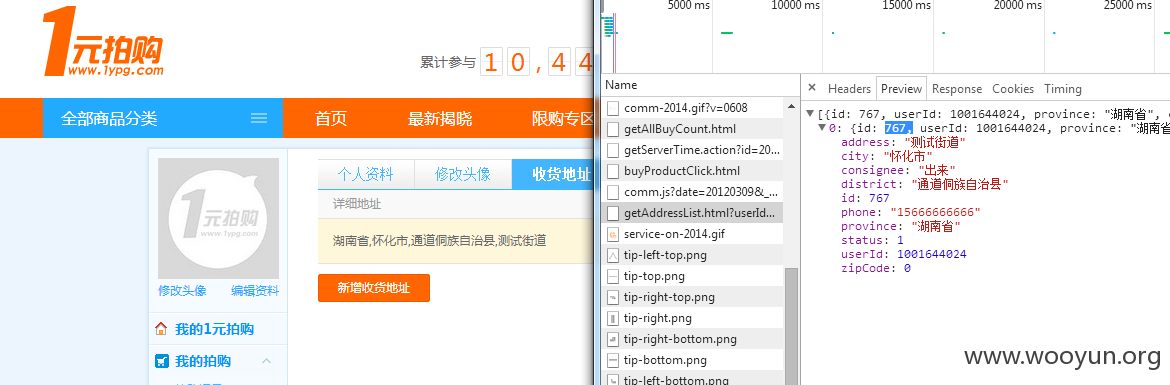 1元拍购
www.1ypg.com
累计参与 1 0 , 4 4
全部商品分类
首页
最新揭晓
限购专区
1元拍购
www.1ypg.com
修改头像
编辑资料
我的1元拍购
我的拍购
个人资料
修改头像
收货地址
详细地址
湖南省,怀化市,通道侗族自治县,测试街道
新增收货地址
5000 ms
10000 ms
15000 ms
20000 ms
25000 ms
Name
comm-2014.gif?v=0608
getAllBuyCount.html
getServerTime.action?id=20...
buyProductClick.html
comm.js?date=20120309&_...
getAddressList.html?userId...
service-on-2014.gif
tip-left-top.png
tip-top.png
tip-right-top.png
tip-right.png
tip-right-bottom.png
tip-bottom.png
tip-left-bottom.png
× Headers Preview Response Cookies Timing
▼[{id: 767, userId: 1001644024, province: "湖南省",
▼0: {id: 767, userId: 1001644024, province: "湖南省
address: "测试街道"
city: "怀化市"
consignee: "出来"
district: "通道侗族自治县"
id: 767
phone: "15666666666"
province: "湖南省"
status: 1
userId: 1001644024
zipCode: 0
www.wooyun.org